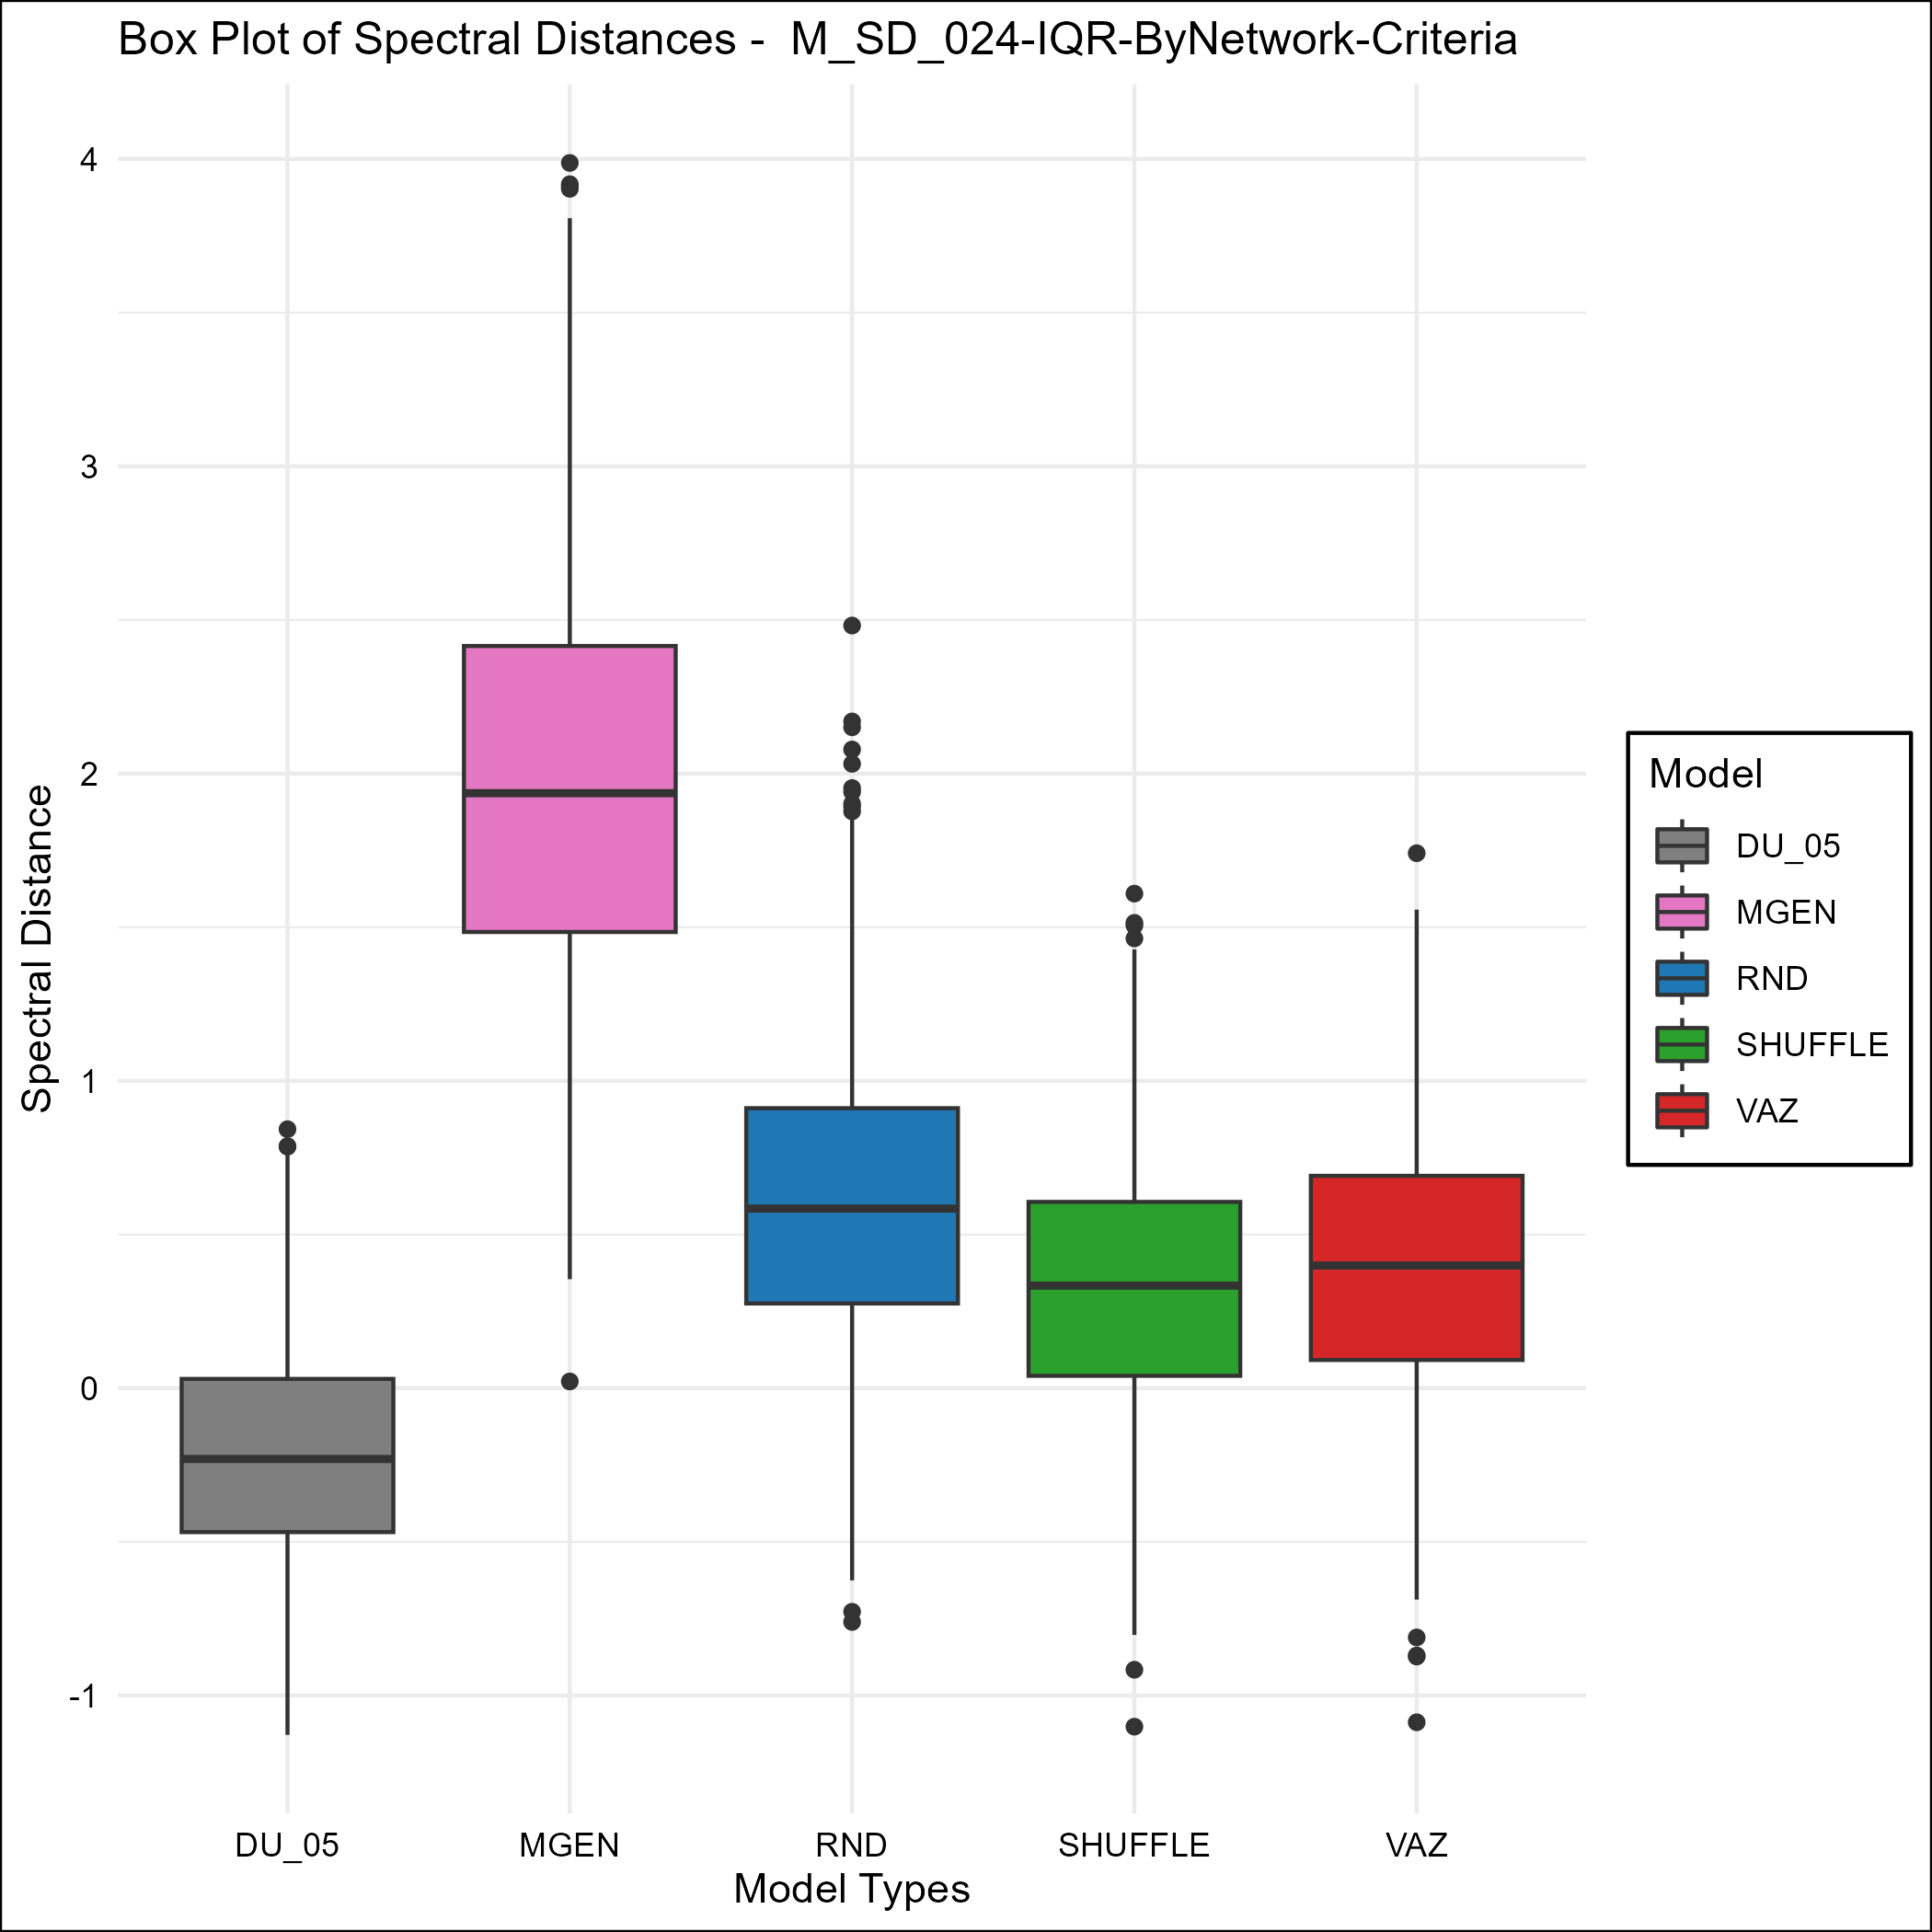 Box Plot of Spectral Distances -  M_SD_024-IQR-ByNetwork-Criteria
Spectral Distance
4
3
2
1
0
-1
DU_05
MGEN
RND
SHUFFLE
VAZ
Model Types
Model
DU_05
MGEN
RND
SHUFFLE
VAZ